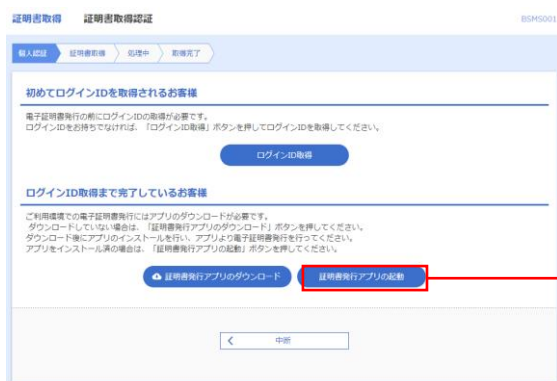 証明書取得 証明書取得認証 BSMS001
個人認証 証明書取得 処理中 取得完了
初めてログインIDを取得されるお客様
電子証明書発行の前にログインIDの取得が必要です。
ログインIDをお持ちでなければ、「ログインID取得」ボタンを押してログインIDを取得してください。
ログインID取得
ログインID取得まで完了しているお客様
ご利用環境での電子証明書発行にはアプリのダウンロードが必要です。
ダウンロードしていない場合は、「証明書発行アプリのダウンロード」ボタンを押してください。
ダウンロード後にアプリのインストールを行い、アプリより電子証明書発行を行ってください。
アプリをインストール済の場合は、「証明書発行アプリの起動」ボタンを押してください。
証明書発行アプリのダウンロード 証明書発行アプリの起動
中断